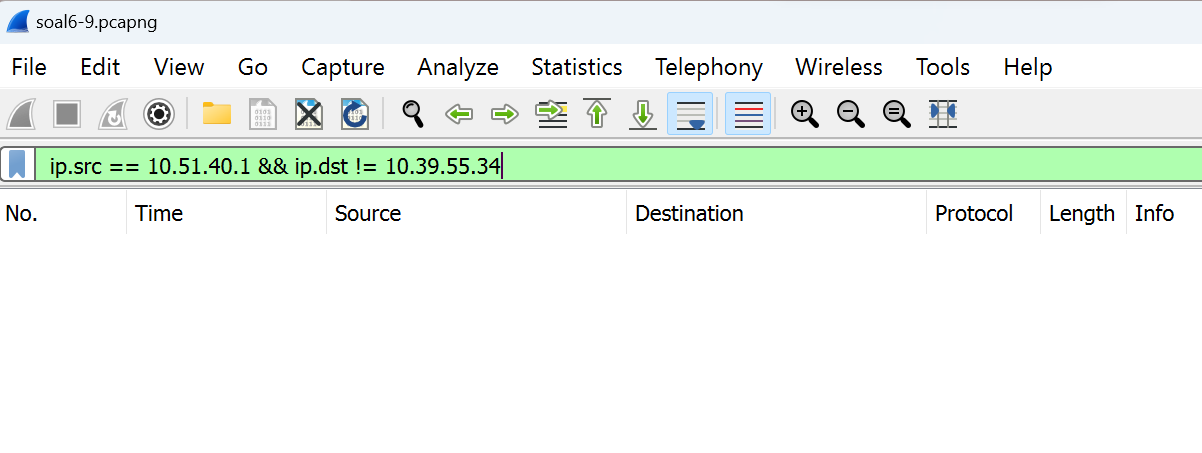 soal6-9.pcapng
File Edit View Go Capture Analyze Statistics Telephony Wireless Tools Help
ip.src == 10.51.40.1 && ip.dst != 10.39.55.34
No. Time Source Destination Protocol Length Info